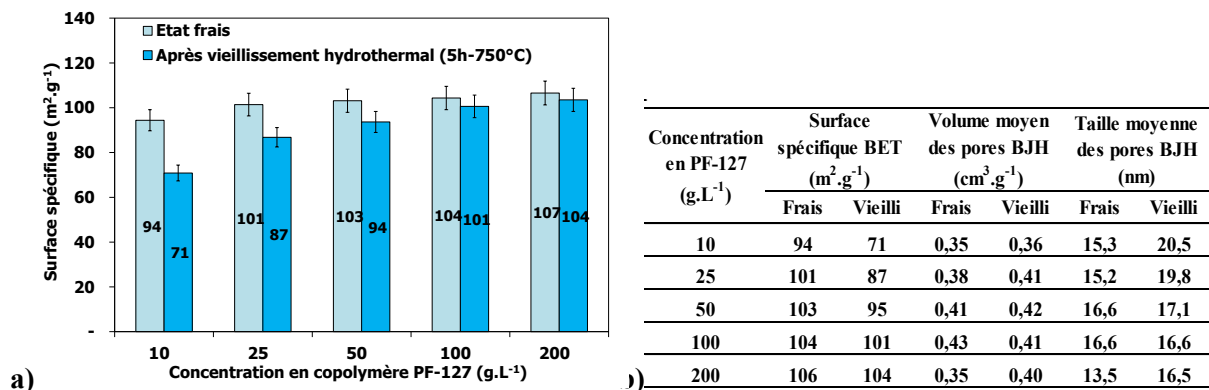 140
120
100
80
60
40
20
-
Surface spécifique (m².g⁻¹)
Etat frais
Après vieillissement hydrothermal (5h-750°C)
94 71 101 87 103 94 104 101 107 104
10 25 50 100 200
Concentration en copolymère PF-127 (g.L⁻¹)
a)
b)
Concentration en PF-127 (g.L⁻¹) Surface spécifique BET (m².g⁻¹) Volume moyen des pores BJH (cm³.g⁻¹) Taille moyenne des pores BJH (nm)
Frais Vieilli Frais Vieilli Frais Vieilli
10 94 71 0,35 0,36 15,3 20,5
25 101 87 0,38 0,41 15,2 19,8
50 103 95 0,41 0,42 16,6 17,1
100 104 101 0,43 0,41 16,6 16,6
200 106 104 0,35 0,40 13,5 16,5